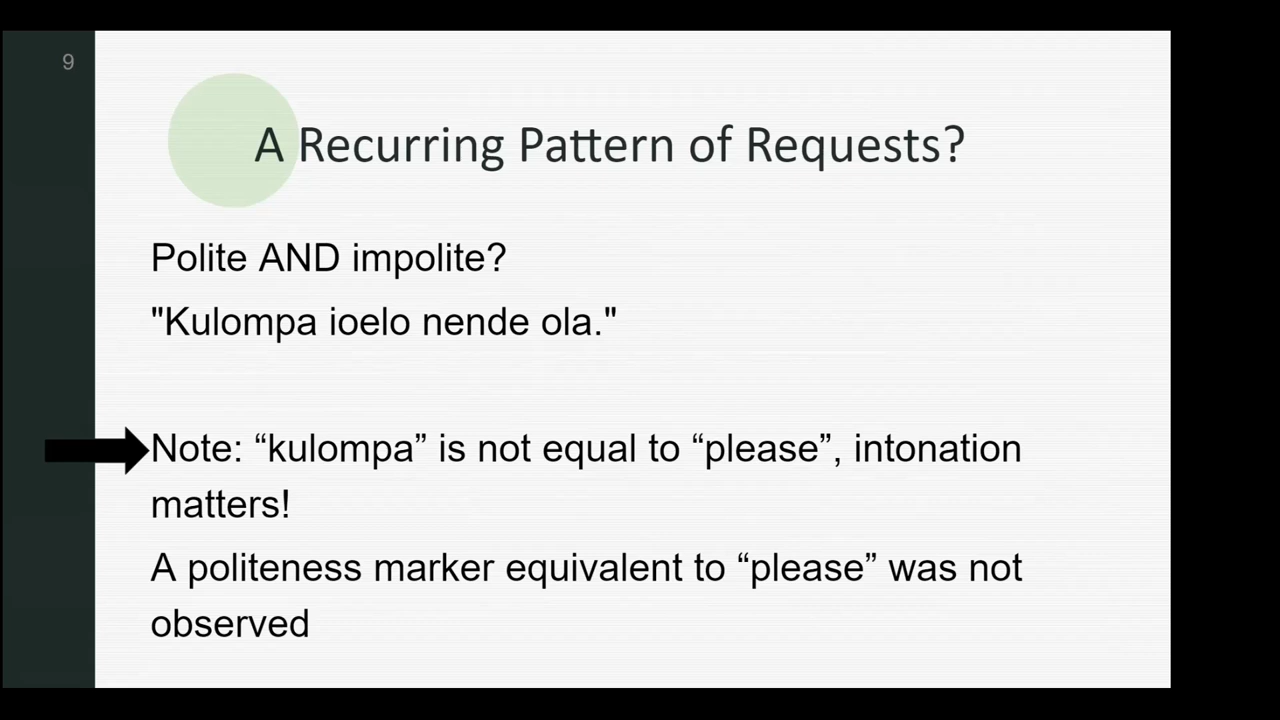 9
A Recurring Pattern of Requests?
Polite AND impolite?
"Kulompa ioelo nende ola."
Note: “kulompa” is not equal to “please”, intonation
matters!
A politeness marker equivalent to “please” was not
observed